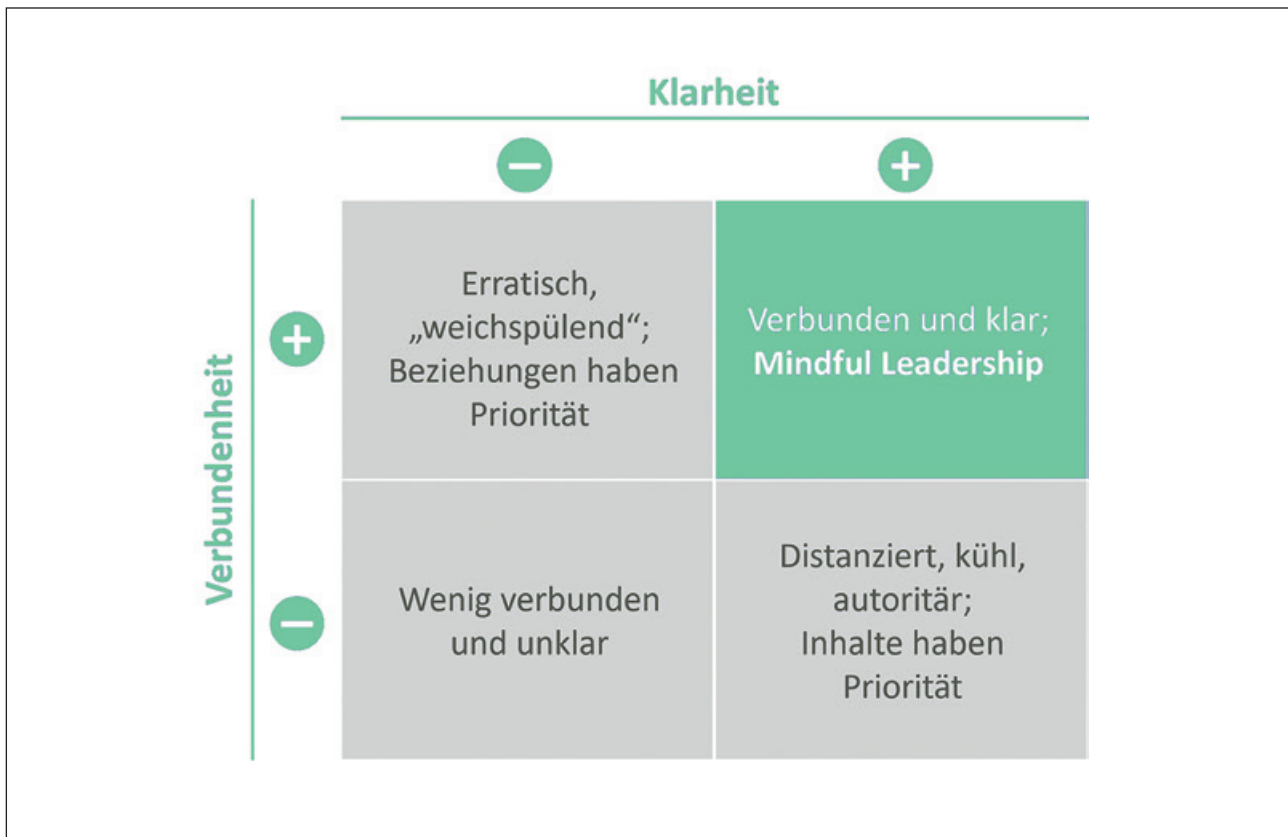 Klarheit
−
+
Verbundenheit
+
Erratisch,
„weichspülend“;
Beziehungen haben
Priorität
Verbunden und klar;
Mindful Leadership
−
Wenig verbunden
und unklar
Distanziert, kühl,
autoritär;
Inhalte haben
Priorität